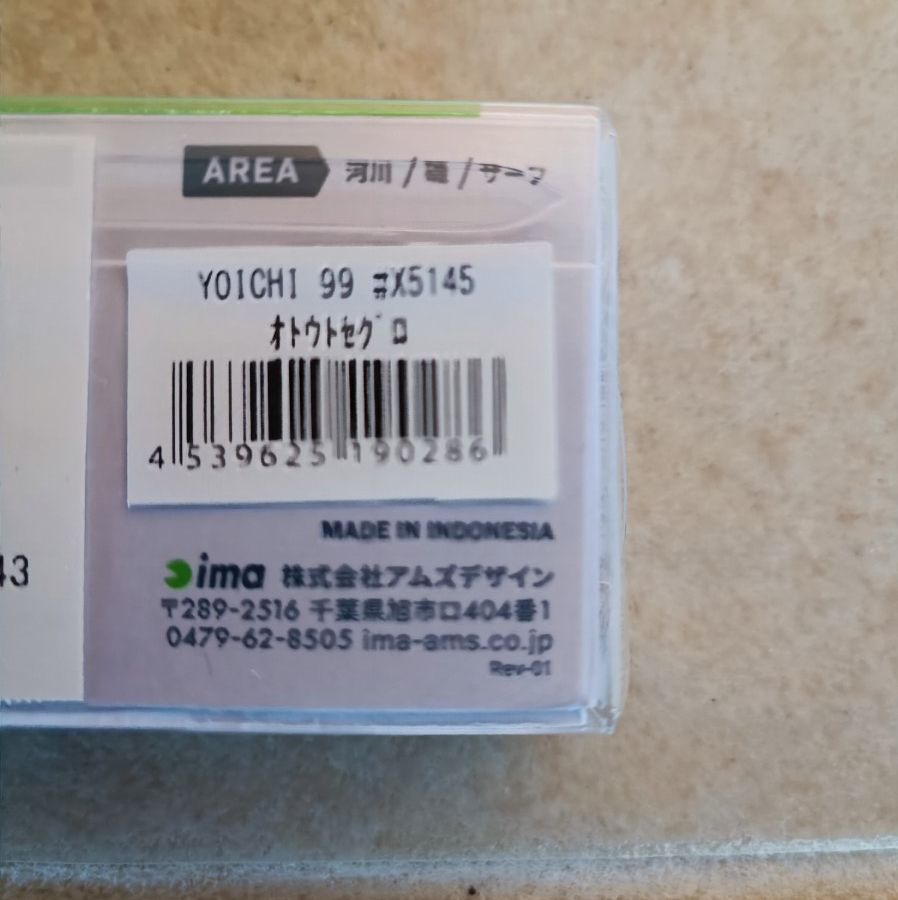 AREA 河川 / 磯 / サーフ
YOICHI 99 #X5145
オトウトセグロ
4 539625 190286
MADE IN INDONESIA
ima 株式会社アムズデザイン
〒289-2516 千葉県旭市ロ404番1
0479-62-8505 ima-ams.co.jp
Rev-01
43